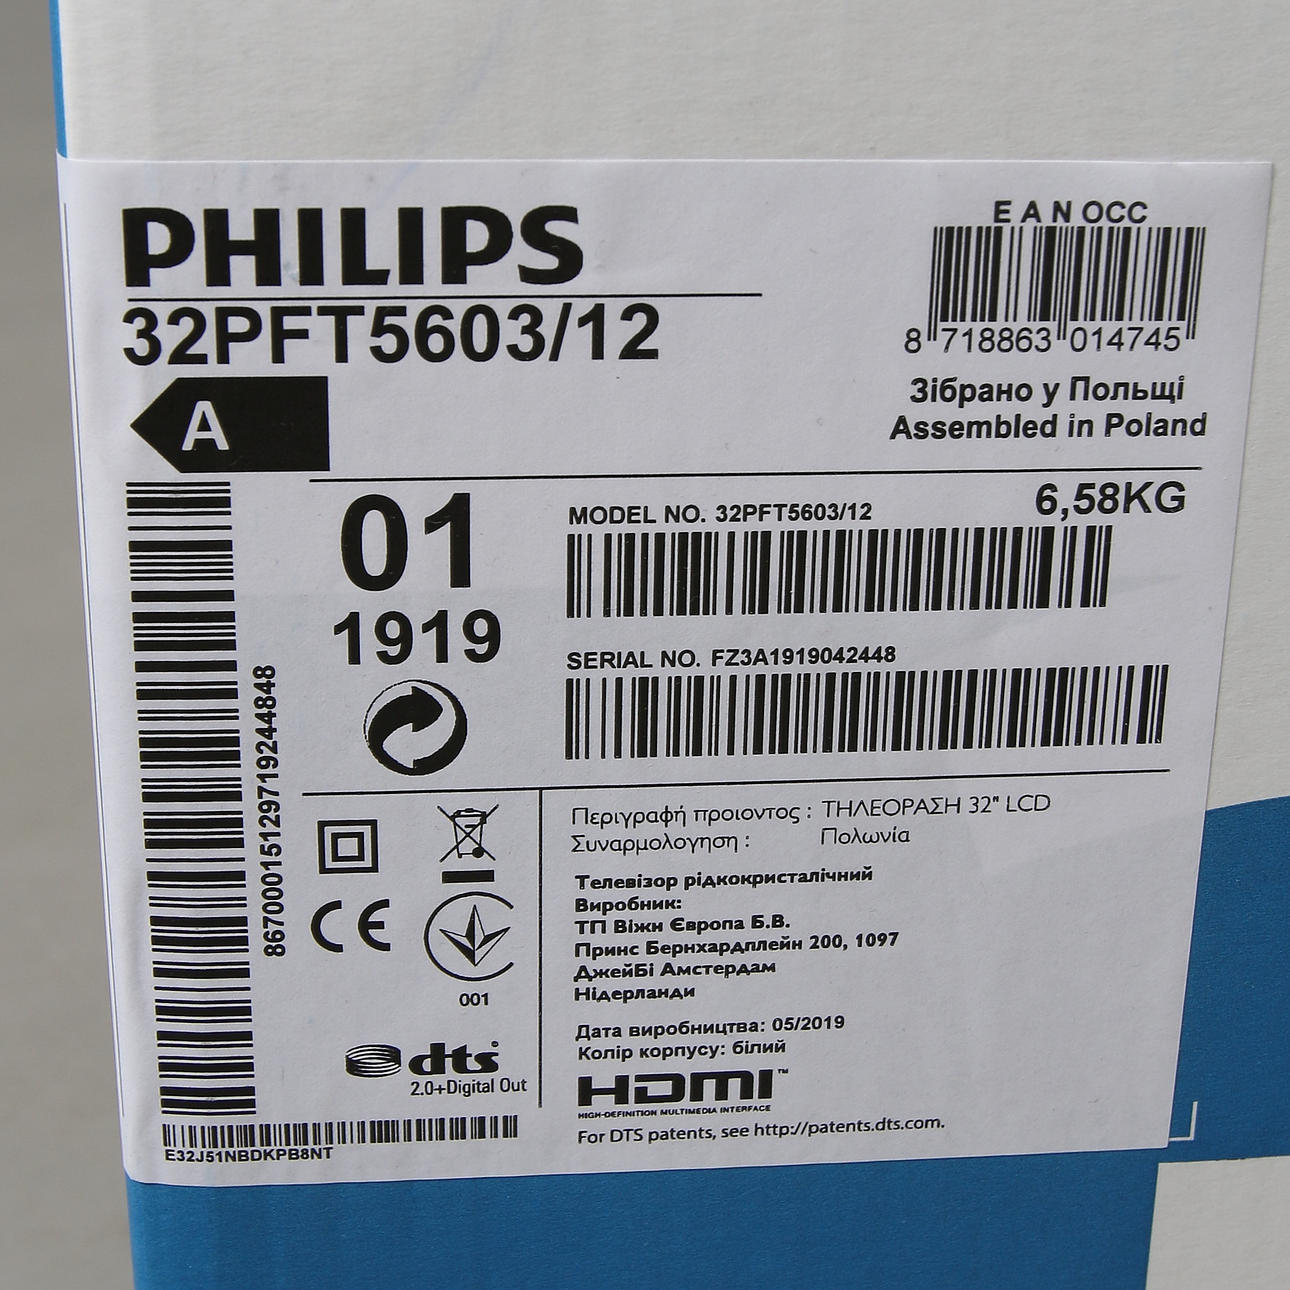 PHILIPS
32PFT5603/12
A
E A N OCC
8 718863 014745
Зібрано у Польщі
Assembled in Poland
01
1919
MODEL NO. 32PFT5603/12
6,58KG
SERIAL NO. FZ3A1919042448
867000151297192448​48
Περιγραφή προιοντος : ΤΗΛΕΟΡΑΣΗ 32" LCD
Συναρμολογηση : Πολωνία
Телевізор рідкокристалічний
Виробник:
ТП Віжн Європа Б.В.
Принс Бернхардплейн 200, 1097
ДжейБі Амстердам
Нідерланди
Дата виробництва: 05/2019
Колір корпусу: білий
CE
001
dts
2.0+Digital Out
HDMI™
HIGH-DEFINITION MULTIMEDIA INTERFACE
For DTS patents, see http://patents.dts.com.
E32J51NBDKPB8NT